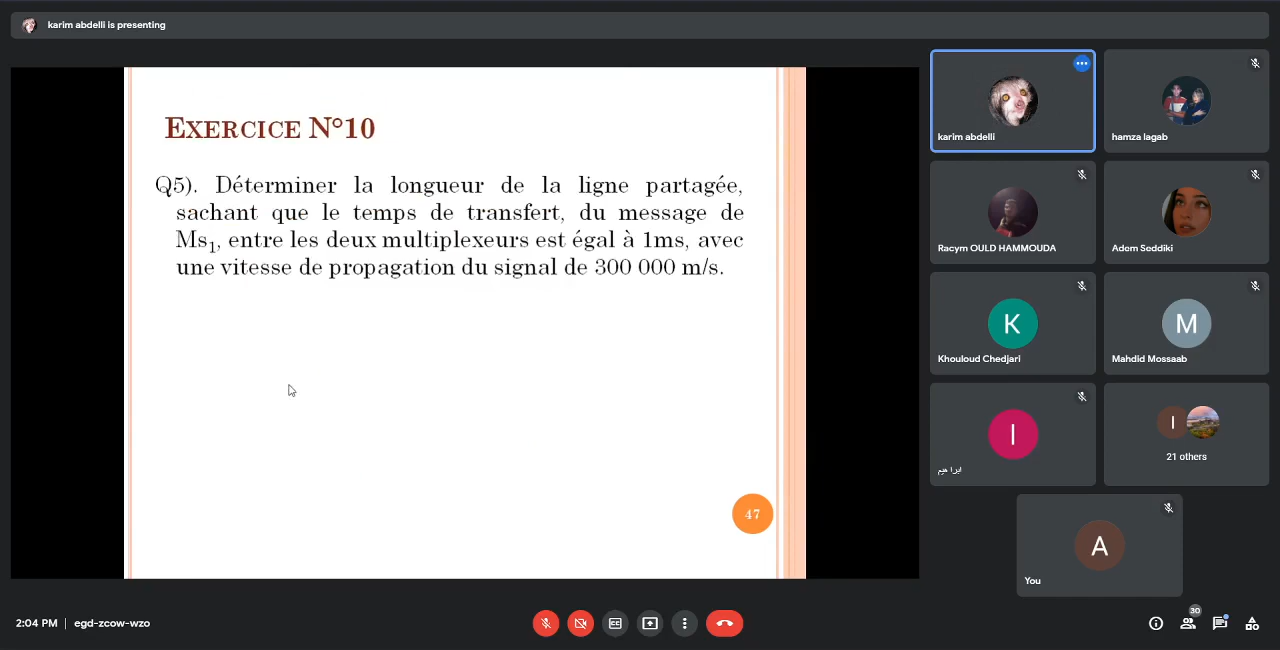 karim abdelli is presenting
EXERCICE N°10
Q5). Déterminer la longueur de la ligne partagée,
sachant que le temps de transfert, du message de
Ms1, entre les deux multiplexeurs est égal à 1ms, avec
une vitesse de propagation du signal de 300 000 m/s.
47
karim abdelli
hamza lagab
Racym OULD HAMMOUDA
Adem Seddiki
K
Khouloud Chedjari
M
Mahdid Mossaab
I
ابراهيم
I
21 others
A
You
2:04 PM | egd-zcow-wzo
30